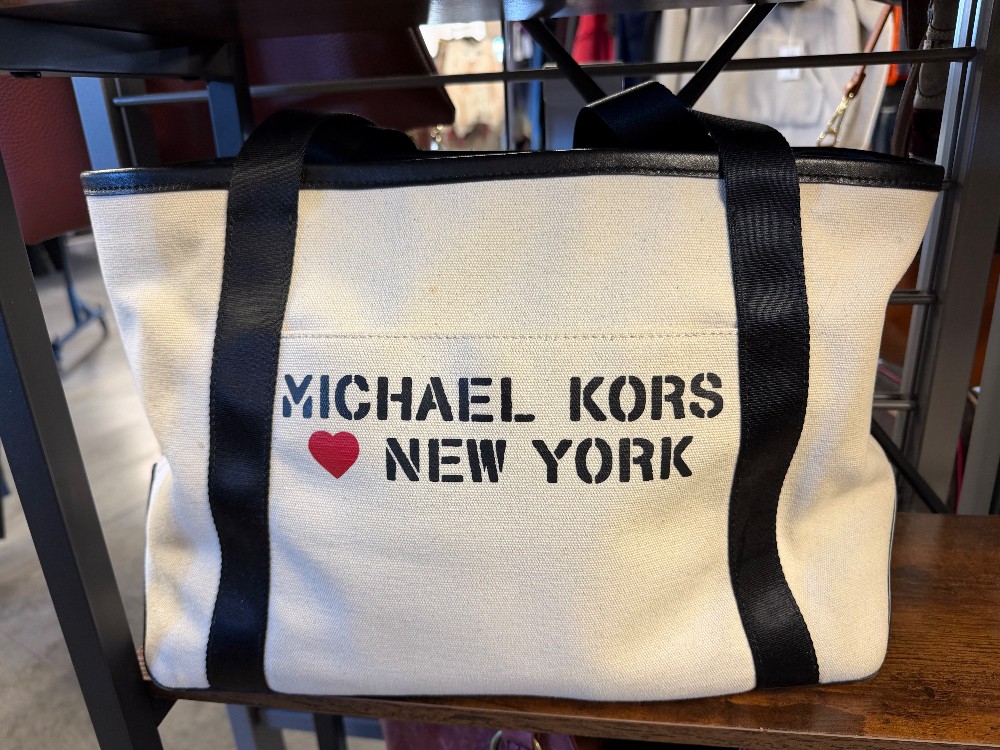 MICHAEL KORS
♥ NEW YORK